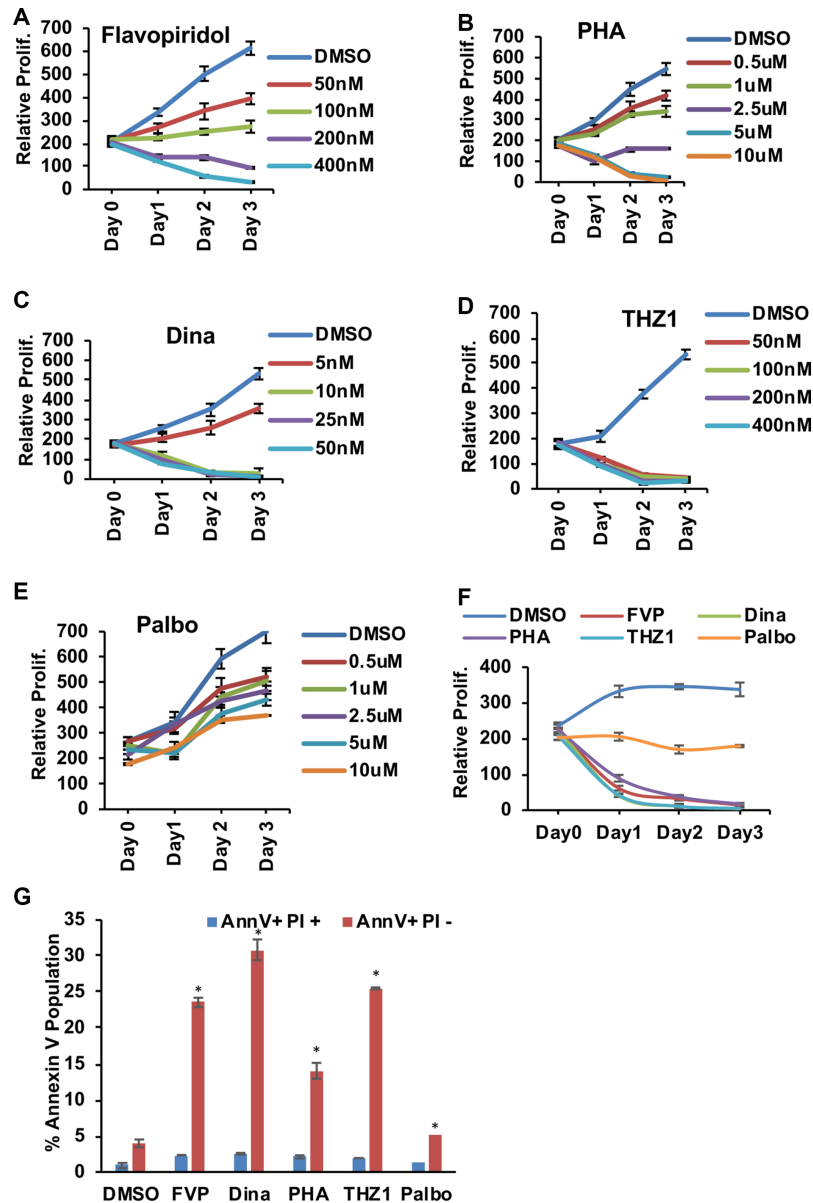 A
Flavopiridol
Relative Prolif.
700
600
500
400
300
200
100
0
Day 0
Day1
Day 2
Day 3
DMSO
50nM
100nM
200nM
400nM
B
PHA
Relative Prolif.
700
600
500
400
300
200
100
0
Day 0
Day1
Day 2
Day 3
DMSO
0.5uM
1uM
2.5uM
5uM
10uM
C
Dina
Relative Prolif.
700
600
500
400
300
200
100
0
Day 0
Day1
Day 2
Day 3
DMSO
5nM
10nM
25nM
50nM
D
THZ1
Relative Prolif.
700
600
500
400
300
200
100
0
Day 0
Day1
Day 2
Day 3
DMSO
50nM
100nM
200nM
400nM
E
Palbo
Relative Prolif.
700
600
500
400
300
200
100
0
Day 0
Day1
Day 2
Day 3
DMSO
0.5uM
1uM
2.5uM
5uM
10uM
F
DMSO FVP Dina
PHA THZ1 Palbo
Relative Prolif.
400
300
200
100
0
Day0 Day1 Day2 Day3
G
AnnV+ PI + AnnV+ PI -
% Annexin V Population
35
30
25
20
15
10
5
0
* * * * *
DMSO FVP Dina PHA THZ1 Palbo